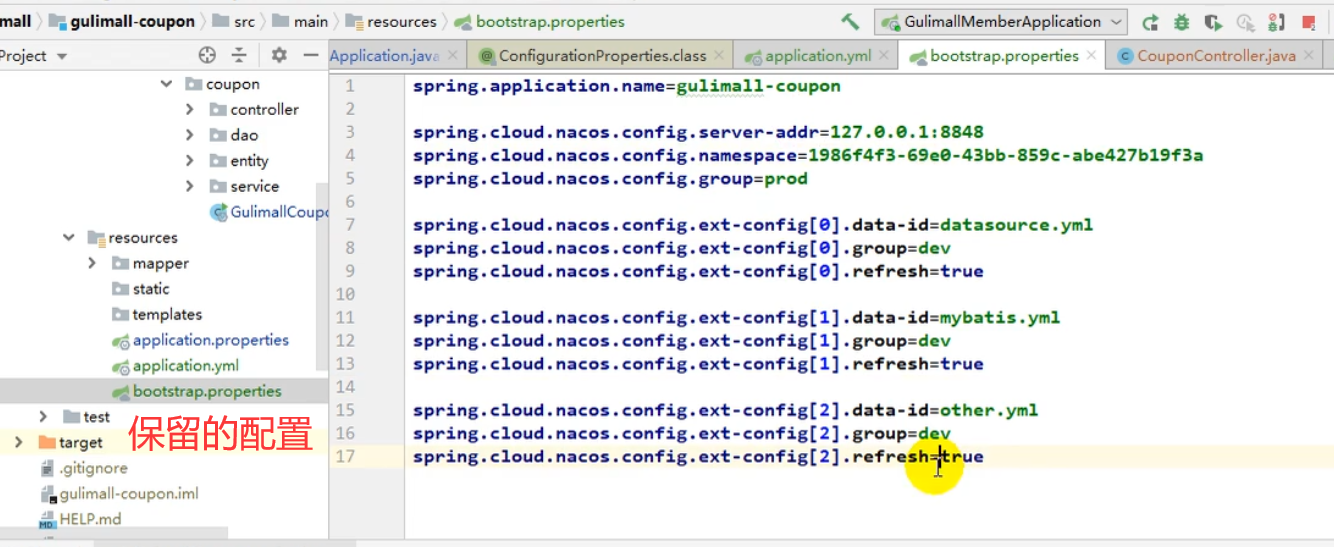 mall gulimall-coupon src main resources bootstrap.properties GulimallMemberApplication
Project Application.java ConfigurationProperties.class application.yml bootstrap.properties CouponController.java
coupon
controller
dao
entity
service
GulimallCoup
resources
mapper
static
templates
application.properties
application.yml
bootstrap.properties
test
target
.gitignore
gulimall-coupon.iml
HELP.md
保留的配置
1 spring.application.name=gulimall-coupon
2
3 spring.cloud.nacos.config.server-addr=127.0.0.1:8848
4 spring.cloud.nacos.config.namespace=1986f4f3-69e0-43bb-859c-abe427b19f3a
5 spring.cloud.nacos.config.group=prod
6
7 spring.cloud.nacos.config.ext-config[0].data-id=datasource.yml
8 spring.cloud.nacos.config.ext-config[0].group=dev
9 spring.cloud.nacos.config.ext-config[0].refresh=true
10
11 spring.cloud.nacos.config.ext-config[1].data-id=mybatis.yml
12 spring.cloud.nacos.config.ext-config[1].group=dev
13 spring.cloud.nacos.config.ext-config[1].refresh=true
14
15 spring.cloud.nacos.config.ext-config[2].data-id=other.yml
16 spring.cloud.nacos.config.ext-config[2].group=dev
17 spring.cloud.nacos.config.ext-config[2].refresh=true